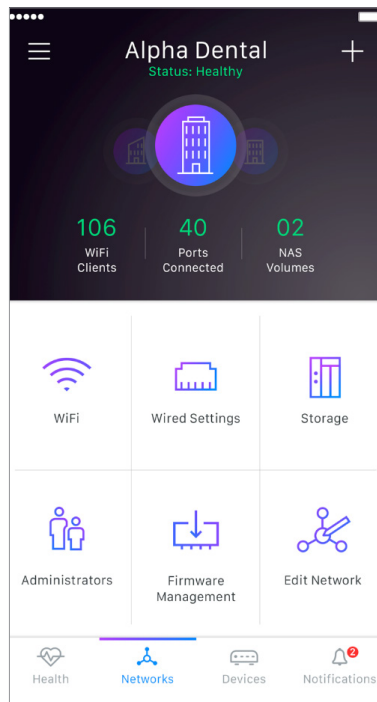 Alpha Dental
Status: Healthy
106 40 02
WiFi Clients
Ports Connected
NAS Volumes
WiFi
Wired Settings
Storage
Administrators
Firmware Management
Edit Network
2
Health
Networks
Devices
Notifications